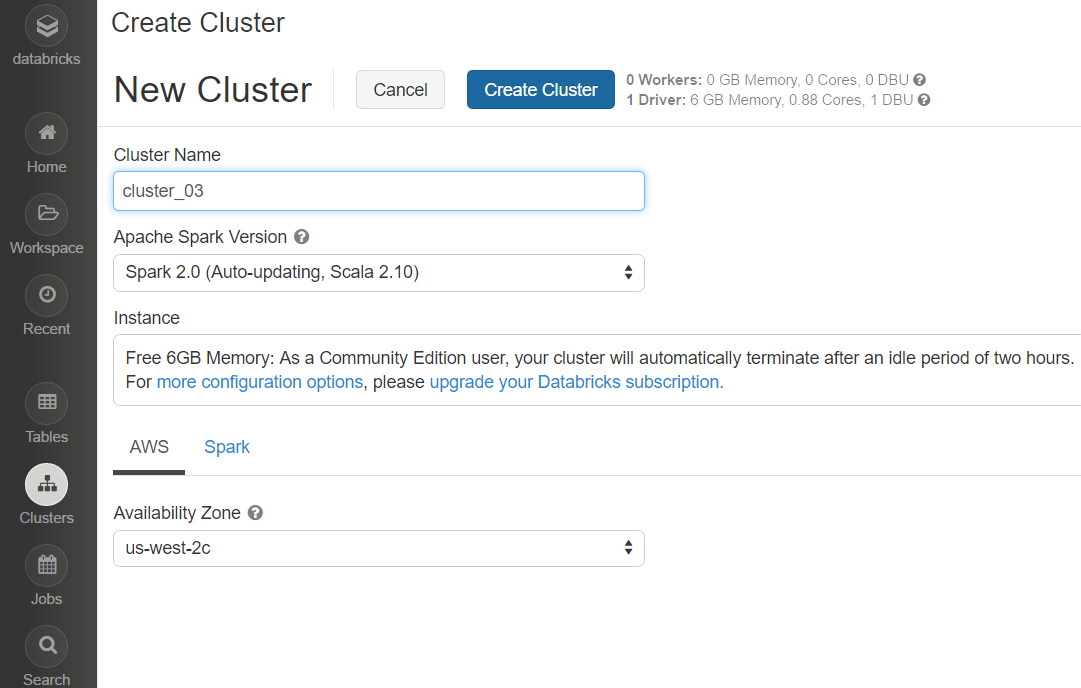 databricks
Home
Workspace
Recent
Tables
Clusters
Jobs
Search
Create Cluster
New Cluster
Cancel
Create Cluster
0 Workers: 0 GB Memory, 0 Cores, 0 DBU
1 Driver: 6 GB Memory, 0.88 Cores, 1 DBU
Cluster Name
cluster_03
Apache Spark Version
Spark 2.0 (Auto-updating, Scala 2.10)
Instance
Free 6GB Memory: As a Community Edition user, your cluster will automatically terminate after an idle period of two hours.
For more configuration options, please upgrade your Databricks subscription.
AWS
Spark
Availability Zone
us-west-2c